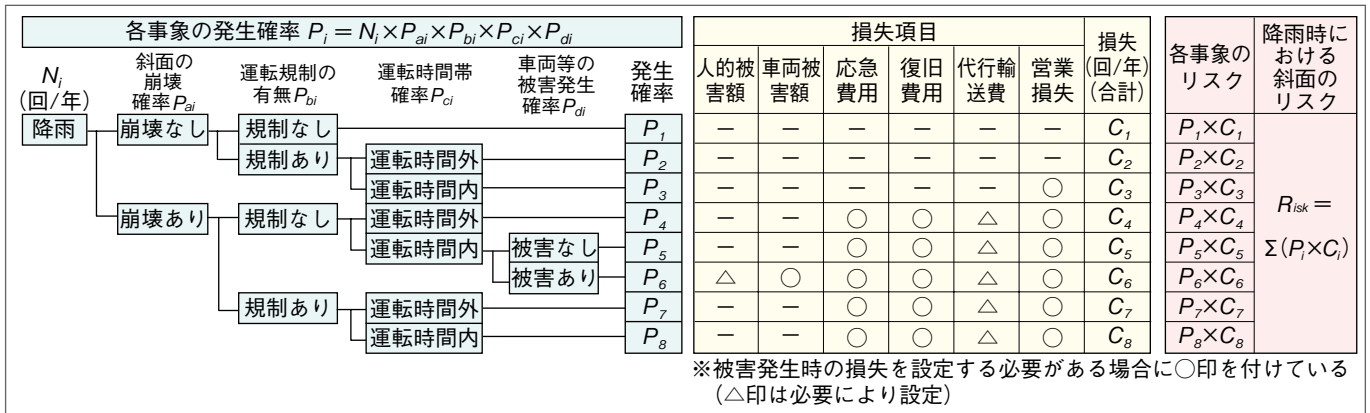 各事象の発生確率 Pi = Ni×Pai×Pbi×Pci×Pdi
損失項目
損失
(回/年)
(合計)
各事象の
リスク
降雨時に
おける
斜面の
リスク
Ni
(回/年)
斜面の
崩壊
確率Pai
運転規制の
有無Pbi
運転時間帯
確率Pci
車両等の
被害発生
確率Pdi
発生
確率
人的被
害額
車両被
害額
応急
費用
復旧
費用
代行輸
送費
営業
損失
降雨 崩壊なし 規制なし P1 － － － － － － C1 P1×C1
規制あり 運転時間外 P2 － － － － － － C2 P2×C2
運転時間内 P3 － － － － － ○ C3 P3×C3
崩壊あり 規制なし 運転時間外 P4 － － ○ ○ △ ○ C4 P4×C4
運転時間内 被害なし P5 － － ○ ○ △ ○ C5 P5×C5
被害あり P6 △ ○ ○ ○ △ ○ C6 P6×C6
規制あり 運転時間外 P7 － － ○ ○ △ ○ C7 P7×C7
運転時間内 P8 － － ○ ○ △ ○ C8 P8×C8
Risk＝
Σ(Pi×Ci)
※被害発生時の損失を設定する必要がある場合に○印を付けている
(△印は必要により設定)